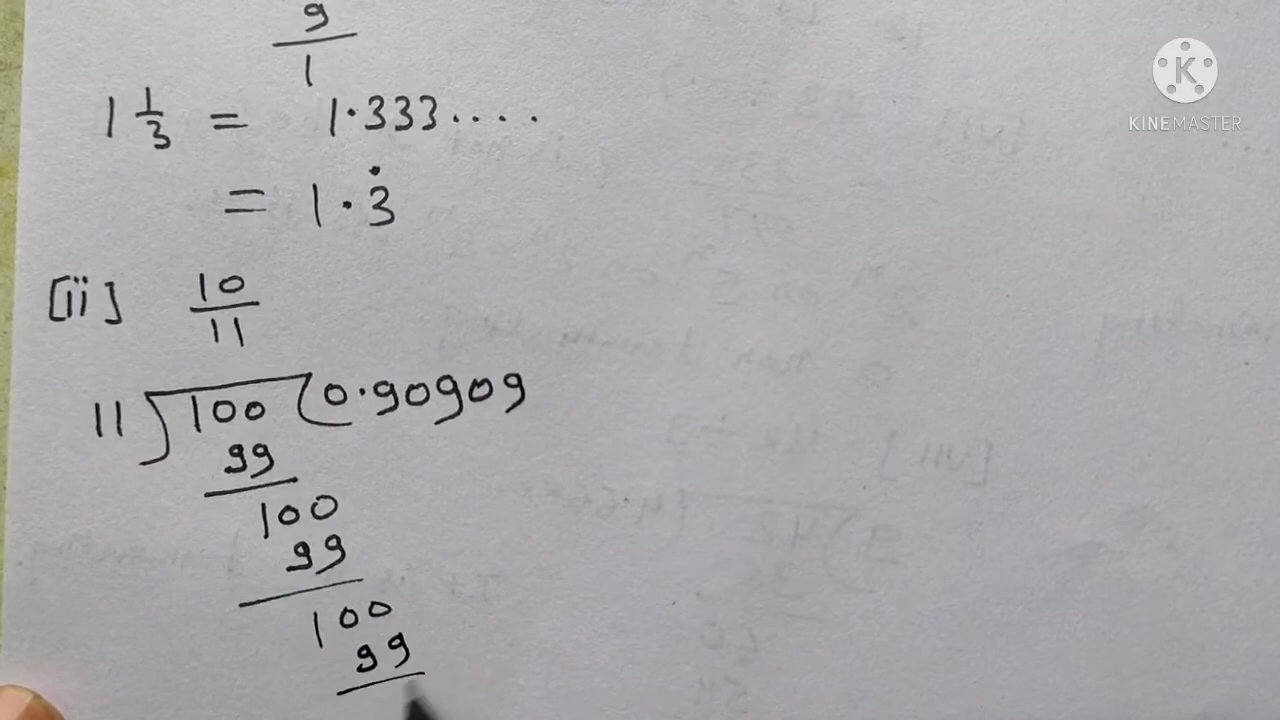 9
1
1 1/3 = 1.333....
= 1.3̇
[ii] 10/11
11 ) 100 ( 0.90909
99
100
99
100
99
KINEMASTER